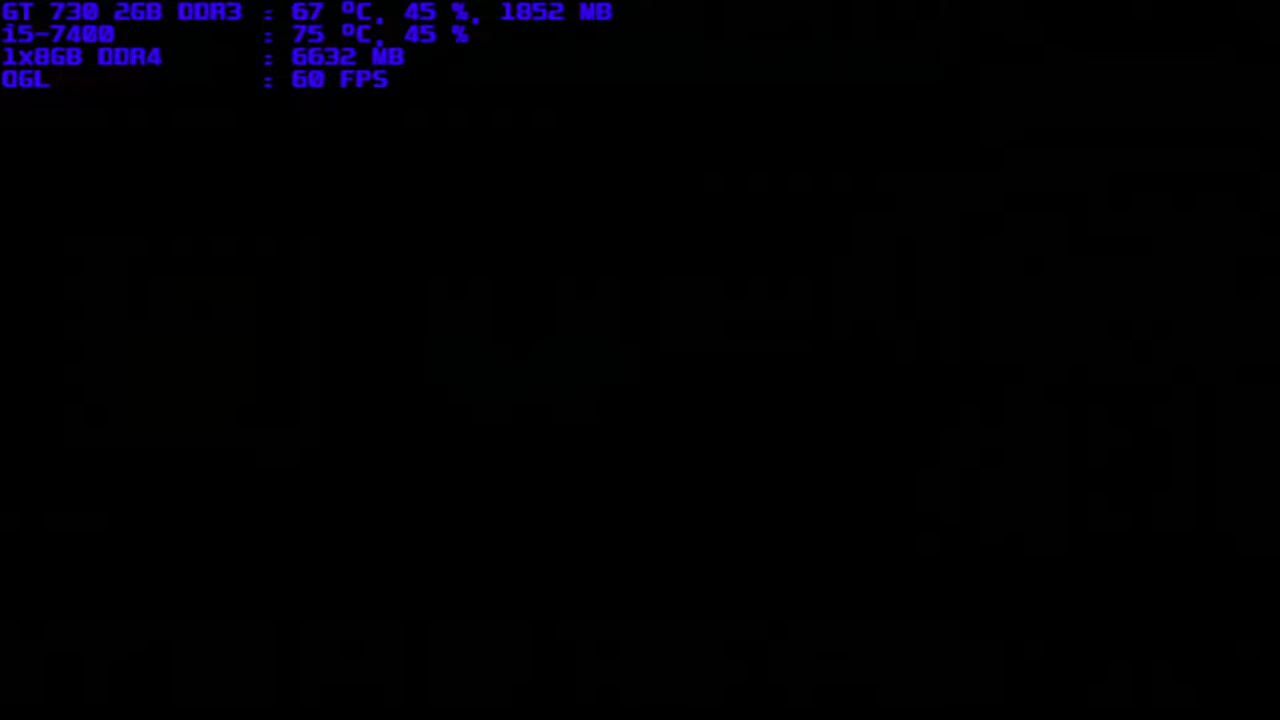 GT 730 2GB DDR3 : 67 ºC, 45 %, 1852 MB
i5-7400 : 75 ºC, 45 %
1x8GB DDR4 : 6632 MB
OGL : 60 FPS